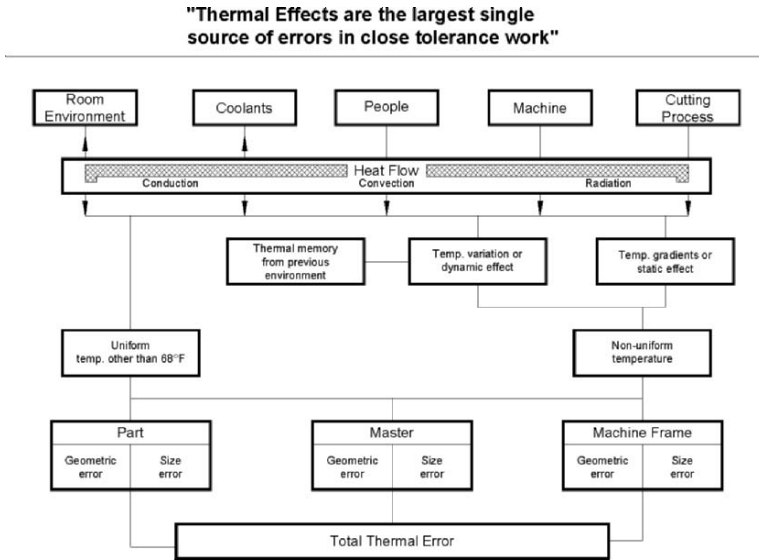 "Thermal Effects are the largest single
source of errors in close tolerance work"
Room
Environment
Coolants
People
Machine
Cutting
Process
Heat Flow
Conduction
Convection
Radiation
Thermal memory
from previous
environment
Temp. variation or
dynamic effect
Temp. gradients or
static effect
Uniform
temp. other than 68°F
Non-uniform
temperature
Part
Geometric
error
Size
error
Master
Geometric
error
Size
error
Machine Frame
Geometric
error
Size
error
Total Thermal Error